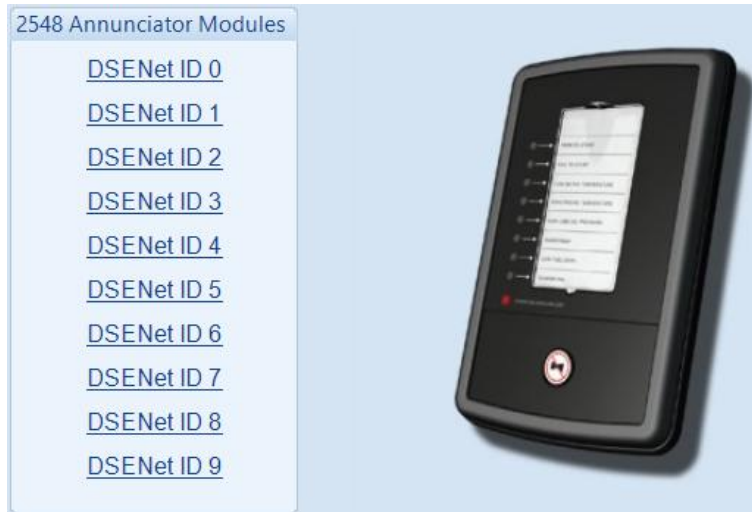 2548 Annunciator Modules
DSENet ID 0
DSENet ID 1
DSENet ID 2
DSENet ID 3
DSENet ID 4
DSENet ID 5
DSENet ID 6
DSENet ID 7
DSENet ID 8
DSENet ID 9